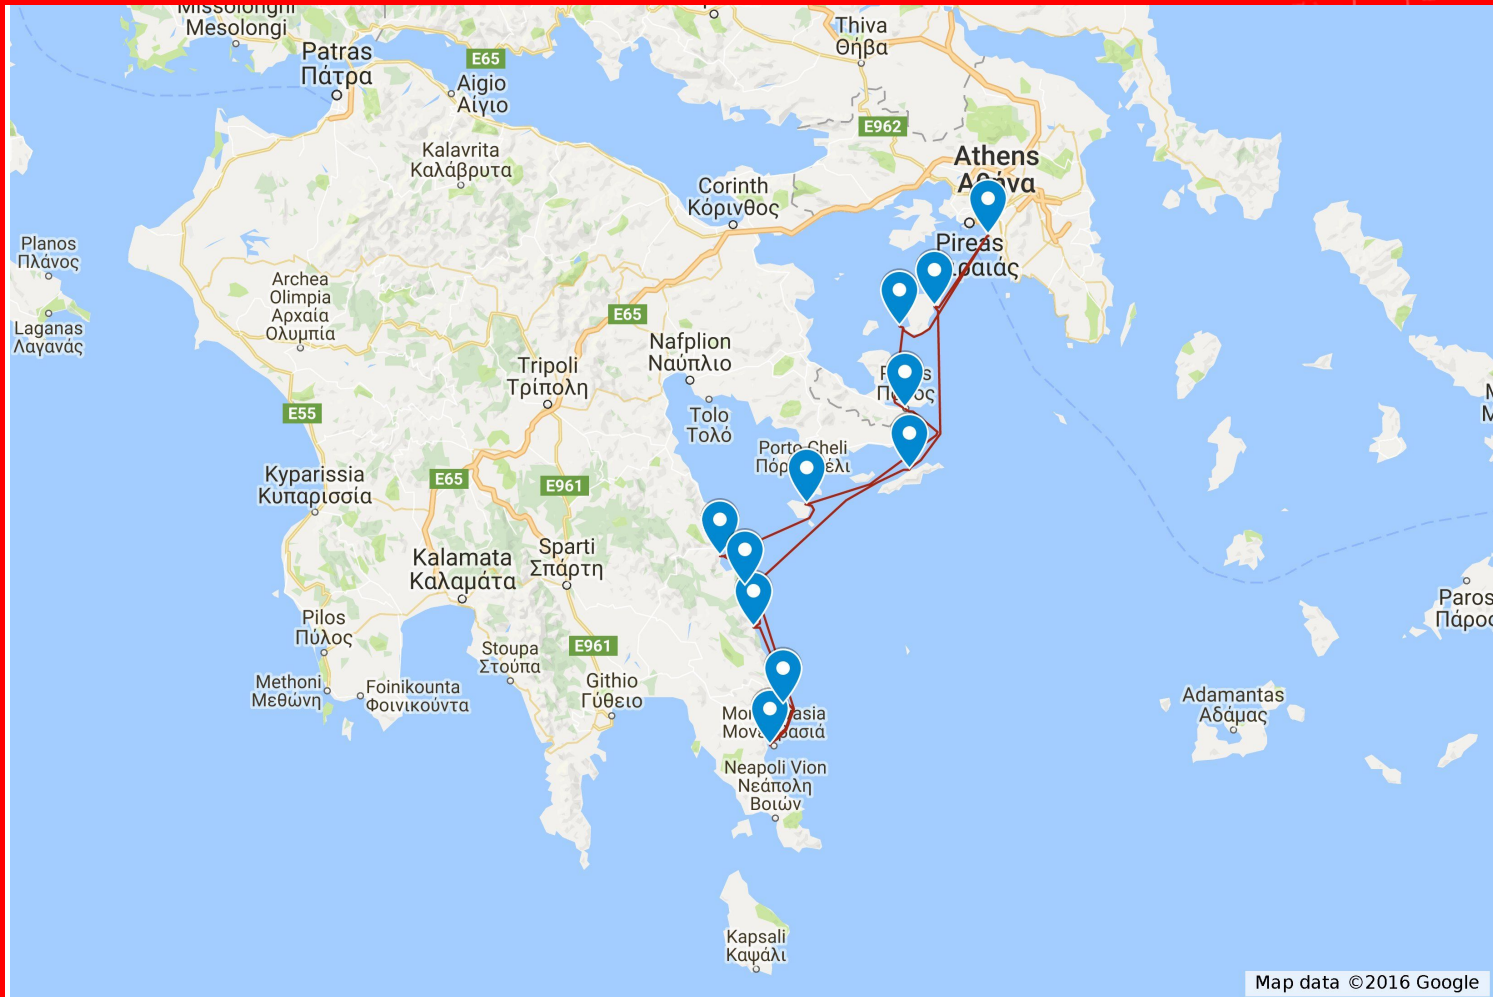 Missolonghi
Mesolongi
Patras
Πάτρα
E65
Aigio
Αίγιο
Thiva
Θήβα
E962
Kalavrita
Καλάβρυτα
Corinth
Κόρινθος
Athens
Αθήνα
Pireas
Planos
Πλάνος
Archea
Olimpia
Αρχαία
Ολυμπία
Laganas
Λαγανάς
E65
Nafplion
Ναύπλιο
Tripoli
Τρίπολη
Tolo
Τολό
E55
Porto Cheli
Kyparissia
Κυπαρισσία
E65
E961
Kalamata
Καλαμάτα
Sparti
Σπάρτη
Pilos
Πύλος
E961
Stoupa
Στούπα
Methoni
Μεθώνη
Foinikounta
Φοινικούντα
Githio
Γύθειο
Neapoli Vion
Νεάπολη
Βοιών
Paros
Πάρος
Adamantas
Αδάμας
Kapsali
Καψάλι
Map data ©2016 Google